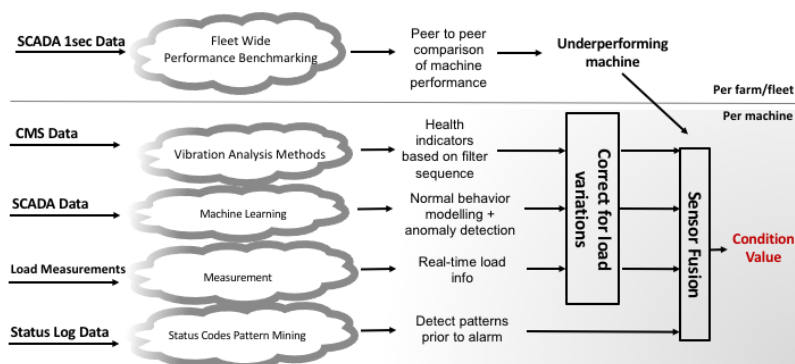 SCADA 1sec Data
Fleet Wide
Performance Benchmarking
Peer to peer
comparison
of machine
performance
Underperforming
machine
Per farm/fleet
Per machine
CMS Data
Vibration Analysis Methods
Health
indicators
based on filter
sequence
SCADA Data
Machine Learning
Normal behavior
modelling +
anomaly detection
Load Measurements
Measurement
Real-time load
info
Status Log Data
Status Codes Pattern Mining
Detect patterns
prior to alarm
Correct for load
variations
Sensor Fusion
Condition
Value